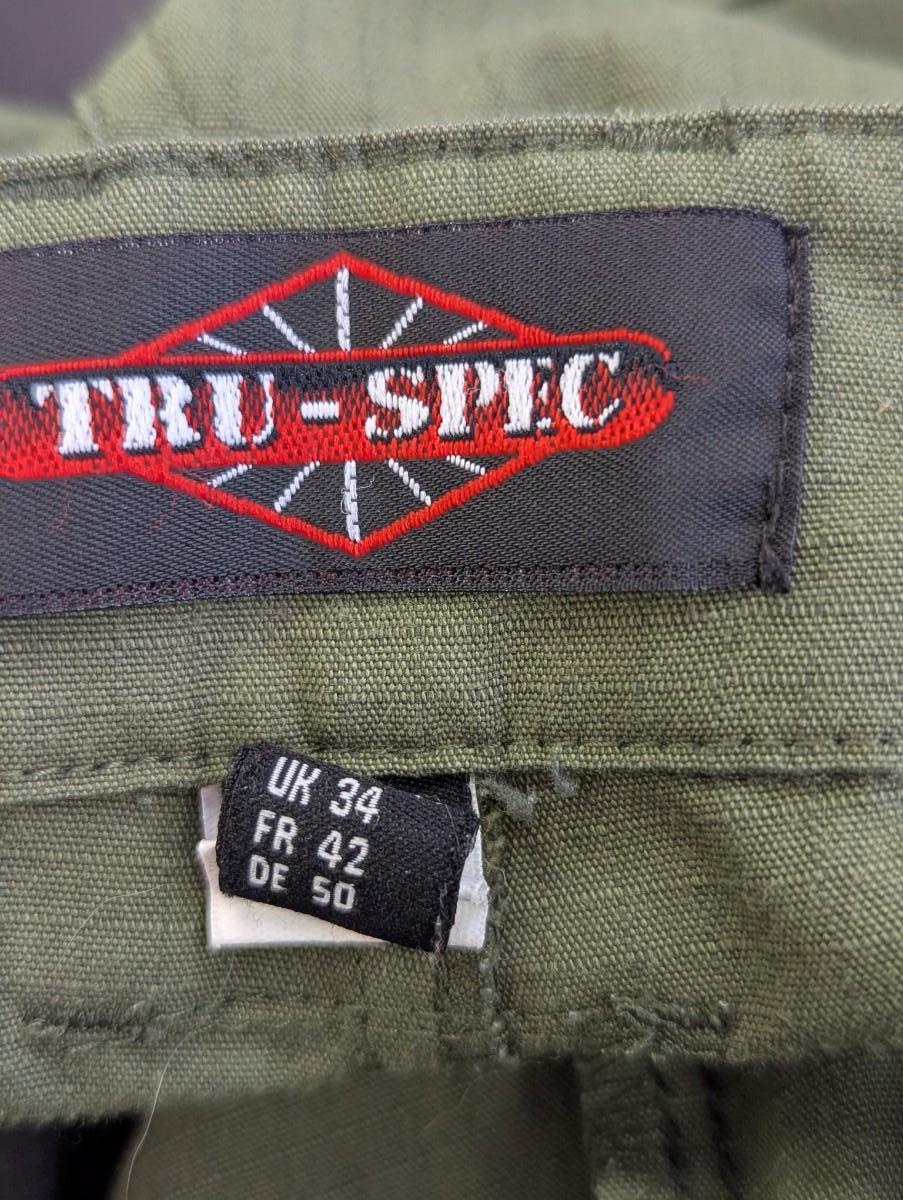 TRU-SPEC
UK 34
FR 42
DE 50